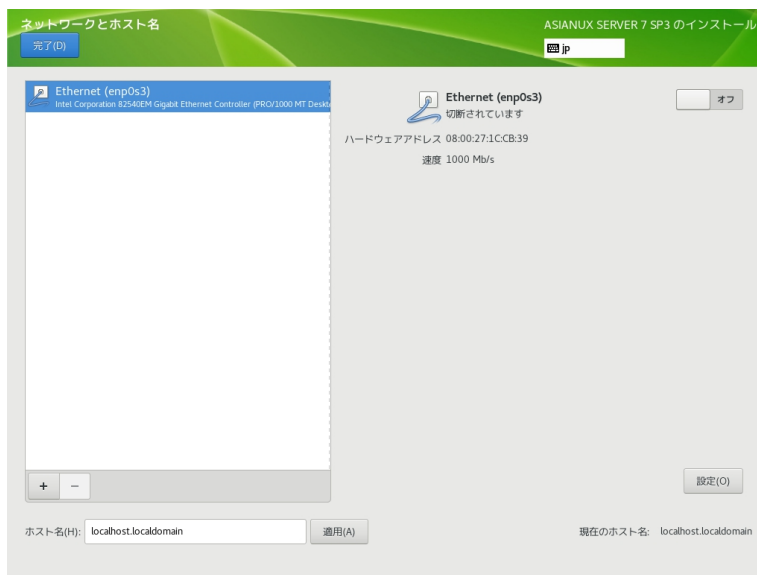 ネットワークとホスト名
完了(D)
ASIANUX SERVER 7 SP3 のインストール
jp
Ethernet (enp0s3)
Intel Corporation 82540EM Gigabit Ethernet Controller (PRO/1000 MT Deskt
Ethernet (enp0s3)
切断されています
オフ
ハードウェアアドレス 08:00:27:1C:CB:39
速度 1000 Mb/s
+ −
設定(O)
ホスト名(H): localhost.localdomain 適用(A) 現在のホスト名: localhost.localdomain